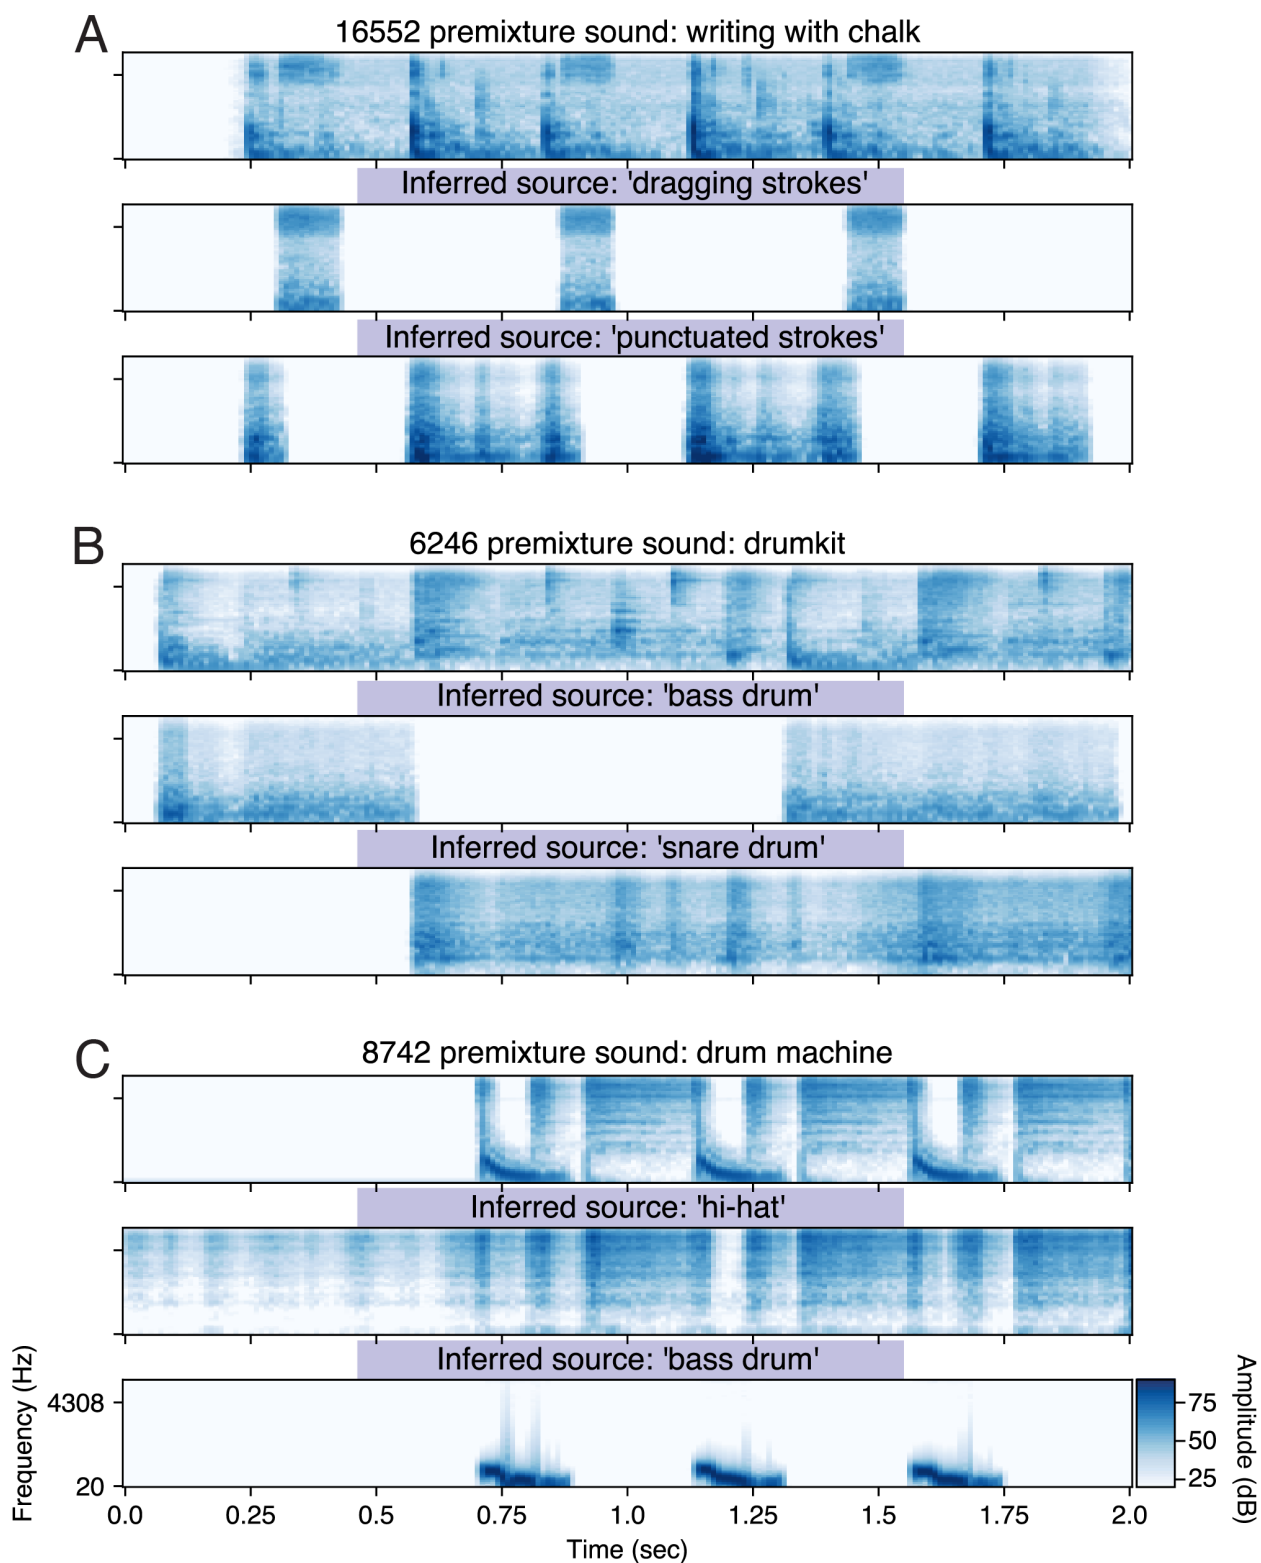 A
16552 premixture sound: writing with chalk
Inferred source: 'dragging strokes'
Inferred source: 'punctuated strokes'
B
6246 premixture sound: drumkit
Inferred source: 'bass drum'
Inferred source: 'snare drum'
C
8742 premixture sound: drum machine
Inferred source: 'hi-hat'
Inferred source: 'bass drum'
Frequency (Hz)
4308
20
75
50
25
Amplitude (dB)
0.0 0.25 0.5 0.75 1.0 1.25 1.5 1.75 2.0
Time (sec)